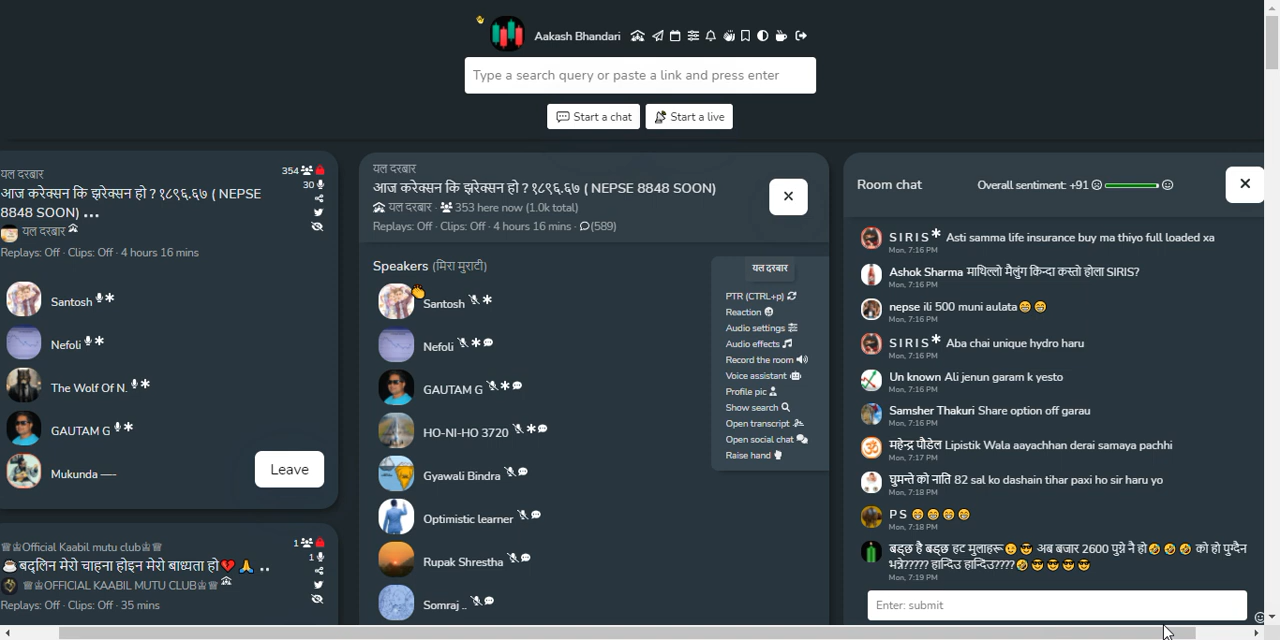 Aakash Bhandari
Type a search query or paste a link and press enter
Start a chat
Start a live
यल दरबार
354
आज करेक्सन कि झरेक्सन हो ? १८९६.६७ ( NEPSE
30
8848 SOON) ...
यल दरबार
Replays: Off · Clips: Off · 4 hours 16 mins
Santosh
Nefoli
The Wolf Of N.
GAUTAM G
Mukunda —-
Leave
♕♔Official Kaabil mutu club♔♕
1
☕बदलिन मेरो चाहना होइन मेरो बाध्यता हो💔🙏 ..
1
♕♔OFFICIAL KAABIL MUTU CLUB♔♕
Replays: Off · Clips: Off · 35 mins
यल दरबार
आज करेक्सन कि झरेक्सन हो ? १८९६.६७ ( NEPSE 8848 SOON)
यल दरबार · 353 here now (1.0k total)
Replays: Off · Clips: Off · 4 hours 16 mins · (589)
Speakers (मिरा मुराटी)
Santosh
Nefoli
GAUTAM G
HO-NI-HO 3720
Gyawali Bindra
Optimistic learner
Rupak Shrestha
Somraj ..
यल दरबार
PTR (CTRL+p)
Reaction
Audio settings
Audio effects
Record the room
Voice assistant
Profile pic
Show search
Open transcript
Open social chat
Raise hand
Room chat
Overall sentiment: +91
S I R I S Asti samma life insurance buy ma thiyo full loaded xa
Mon, 7:16 PM
Ashok Sharma माथिल्लो मैलुंग किन्दा कस्तो होला SIRIS?
Mon, 7:16 PM
nepse ili 500 muni aulata😁😁
Mon, 7:16 PM
S I R I S Aba chai unique hydro haru
Mon, 7:16 PM
Un known Ali jenun garam k yesto
Mon, 7:16 PM
Samsher Thakuri Share option off garau
Mon, 7:16 PM
महेन्द्र पौडेल Lipistik Wala aayachhan derai samaya pachhi
Mon, 7:17 PM
घुमन्ते को नाति 82 sal ko dashain tihar paxi ho sir haru yo
Mon, 7:18 PM
P S 😁😁😁😁
Mon, 7:18 PM
बड्छ है बड्छ हट मुलाहरू😉😎 अब बजार 2600 पुग्ने नै हो🤣🤣🤣 को हो पुग्दैन
भन्ने????? हान्दिउ हान्दिउ????🤣😎😎😎😎
Mon, 7:19 PM
Enter: submit